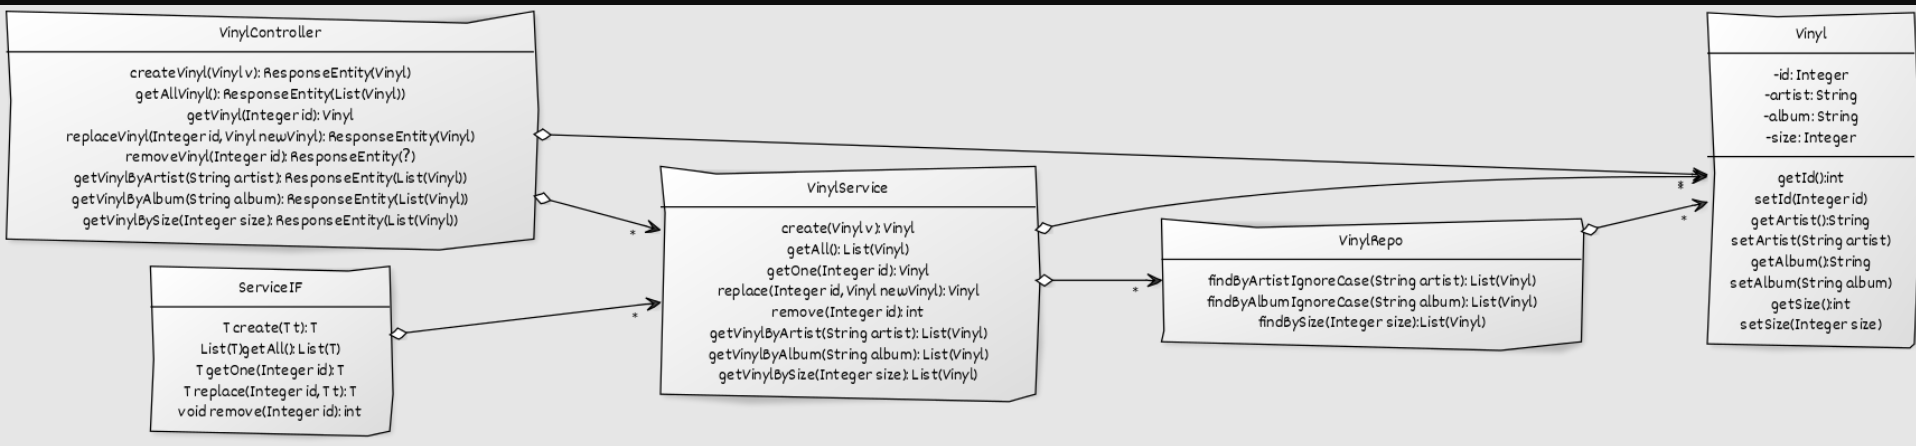 VinylController
createVinyl(Vinyl v): ResponseEntity(Vinyl)
getAllVinyl(): ResponseEntity(List(Vinyl))
getVinyl(Integer id): Vinyl
replaceVinyl(Integer id, Vinyl newVinyl): ResponseEntity(Vinyl)
removeVinyl(Integer id): ResponseEntity(?)
getVinylByArtist(String artist): ResponseEntity(List(Vinyl))
getVinylByAlbum(String album): ResponseEntity(List(Vinyl))
getVinylBySize(Integer size): ResponseEntity(List(Vinyl))
ServiceIF
T create(T t): T
List(T)getAll(): List(T)
T getOne(Integer id): T
T replace(Integer id, T t): T
void remove(Integer id): int
*
*
VinylService
create(Vinyl v): Vinyl
getAll(): List(Vinyl)
getOne(Integer id): Vinyl
replace(Integer id, Vinyl newVinyl): Vinyl
remove(Integer id): int
getVinylByArtist(String artist): List(Vinyl)
getVinylByAlbum(String album): List(Vinyl)
getVinylBySize(Integer size): List(Vinyl)
*
VinylRepo
findByArtistIgnoreCase(String artist): List(Vinyl)
findByAlbumIgnoreCase(String album): List(Vinyl)
findBySize(Integer size):List(Vinyl)
*
*
Vinyl
-id: Integer
-artist: String
-album: String
-size: Integer
getId():int
setId(Integer id)
getArtist():String
setArtist(String artist)
getAlbum():String
setAlbum(String album)
getSize():int
setSize(Integer size)